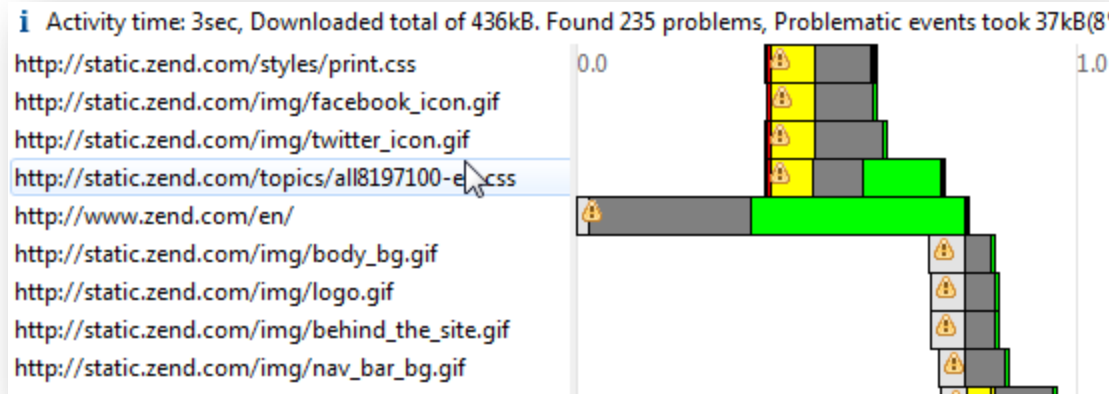 Activity time: 3sec, Downloaded total of 436kB. Found 235 problems, Problematic events took 37kB(8
http://static.zend.com/styles/print.css
0.0
1.0
http://static.zend.com/img/facebook_icon.gif
http://static.zend.com/img/twitter_icon.gif
http://static.zend.com/topics/all8197100-e css
http://www.zend.com/en/
http://static.zend.com/img/body_bg.gif
http://static.zend.com/img/logo.gif
http://static.zend.com/img/behind_the_site.gif
http://static.zend.com/img/nav_bar_bg.gif